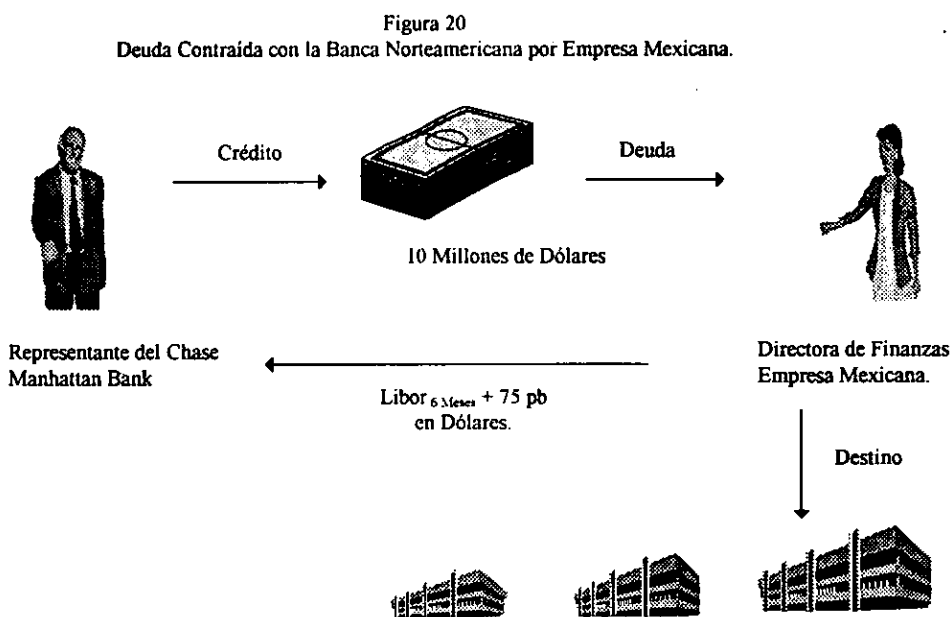 Figura 20
Deuda Contraída con la Banca Norteamericana por Empresa Mexicana.
Crédito
Deuda
10 Millones de Dólares
Representante del Chase
Manhattan Bank
Directora de Finanzas
Empresa Mexicana.
Libor 6 Meses + 75 pb
en Dólares.
Destino